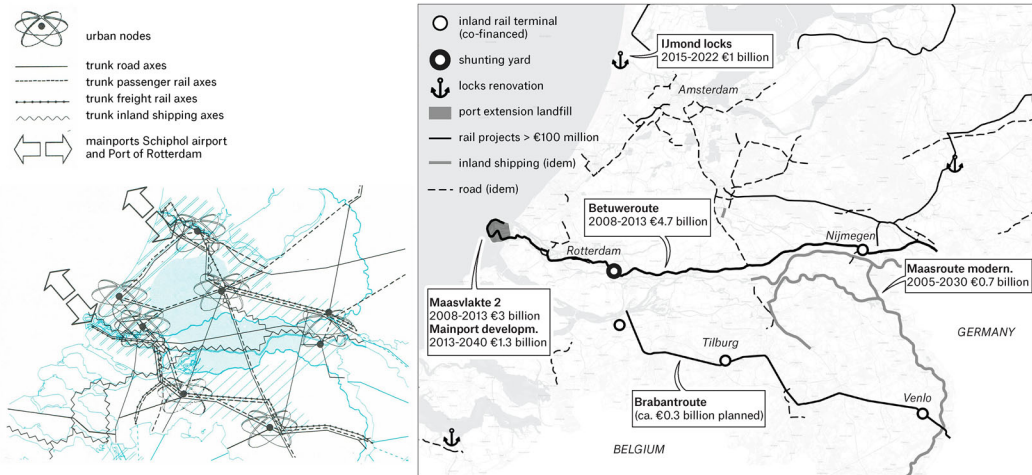 urban nodes
trunk road axes
trunk passenger rail axes
trunk freight rail axes
trunk inland shipping axes
mainports Schiphol airport
and Port of Rotterdam
inland rail terminal
(co-financed)
shunting yard
locks renovation
port extension landfill
rail projects > €100 million
inland shipping (idem)
road (idem)
IJmond locks
2015-2022 €1 billion
Amsterdam
Betuweroute
2008-2013 €4.7 billion
Nijmegen
Rotterdam
Maasroute modern.
2005-2030 €0.7 billion
Maasvlakte 2
2008-2013 €3 billion
Mainport developm.
2013-2040 €1.3 billion
GERMANY
Tilburg
Brabantroute
(ca. €0.3 billion planned)
Venlo
BELGIUM